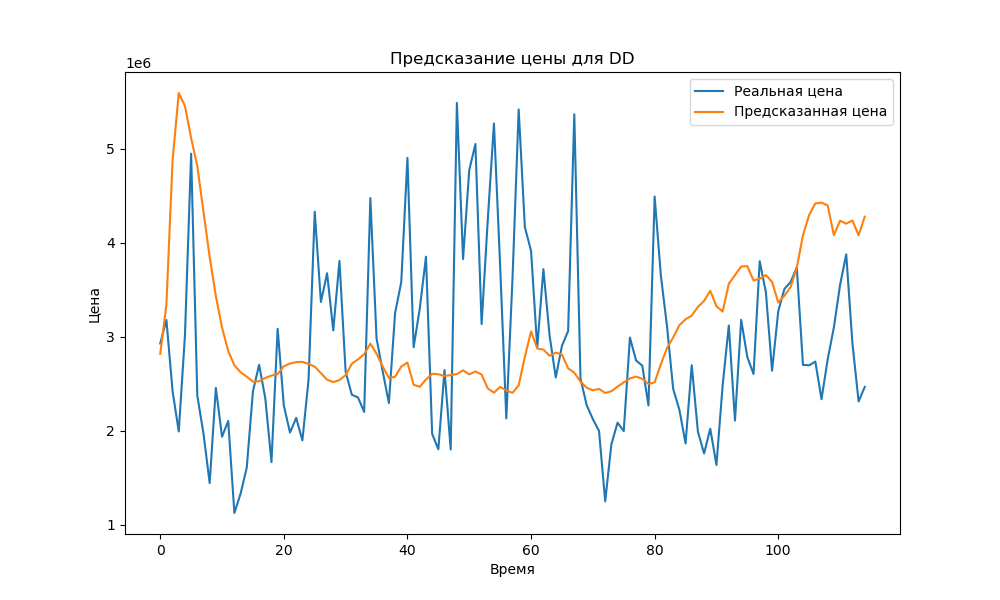 Предсказание цены для DD
1e6
Реальная цена
Предсказанная цена
5
4
3
2
1
Цена
0 20 40 60 80 100
Время